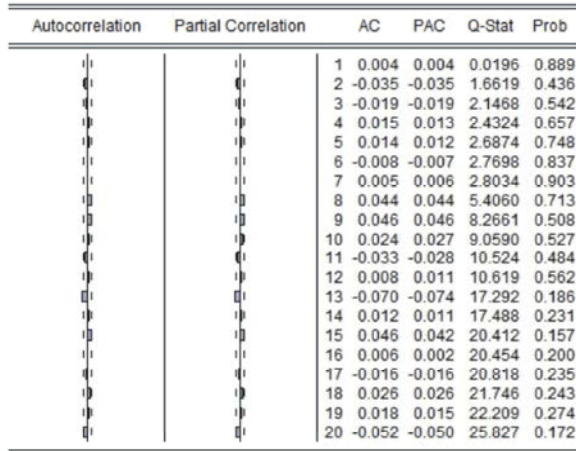 Autocorrelation Partial Correlation AC PAC Q-Stat Prob
1 0.004 0.004 0.0196 0.889
2 -0.035 -0.035 1.6619 0.436
3 -0.019 -0.019 2.1468 0.542
4 0.015 0.013 2.4324 0.657
5 0.014 0.012 2.6874 0.748
6 -0.008 -0.007 2.7698 0.837
7 0.005 0.006 2.8034 0.903
8 0.044 0.044 5.4060 0.713
9 0.046 0.046 8.2661 0.508
10 0.024 0.027 9.0590 0.527
11 -0.033 -0.028 10.524 0.484
12 0.008 0.011 10.619 0.562
13 -0.070 -0.074 17.292 0.186
14 0.012 0.011 17.488 0.231
15 0.046 0.042 20.412 0.157
16 0.006 0.002 20.454 0.200
17 -0.016 -0.016 20.818 0.235
18 0.026 0.026 21.746 0.243
19 0.018 0.015 22.209 0.274
20 -0.052 -0.050 25.827 0.172